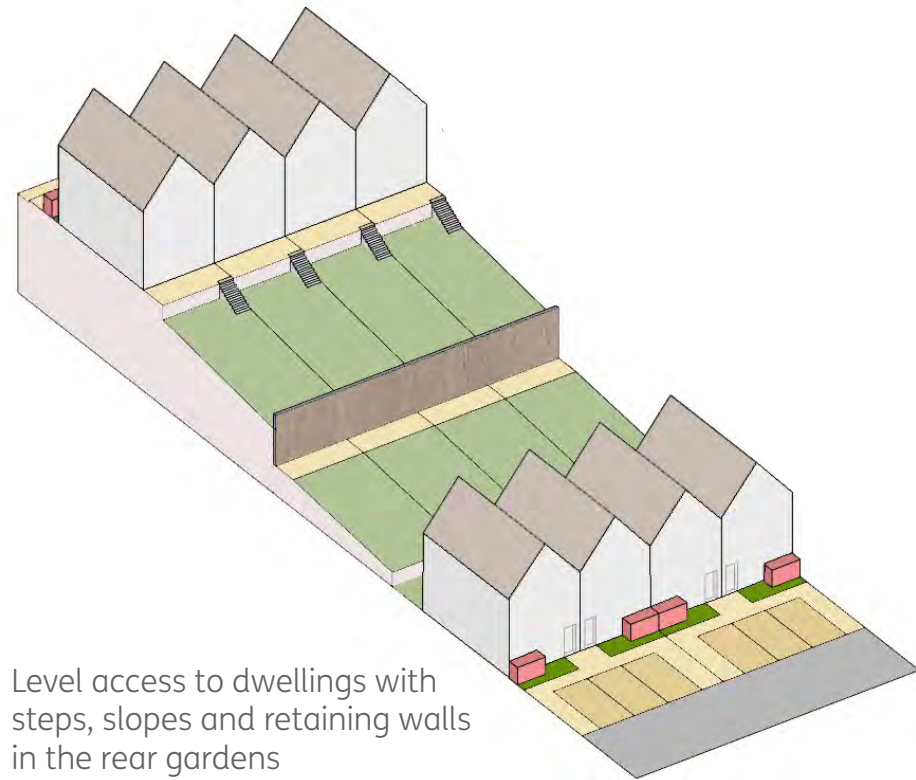 Level access to dwellings with
steps, slopes and retaining walls
in the rear gardens